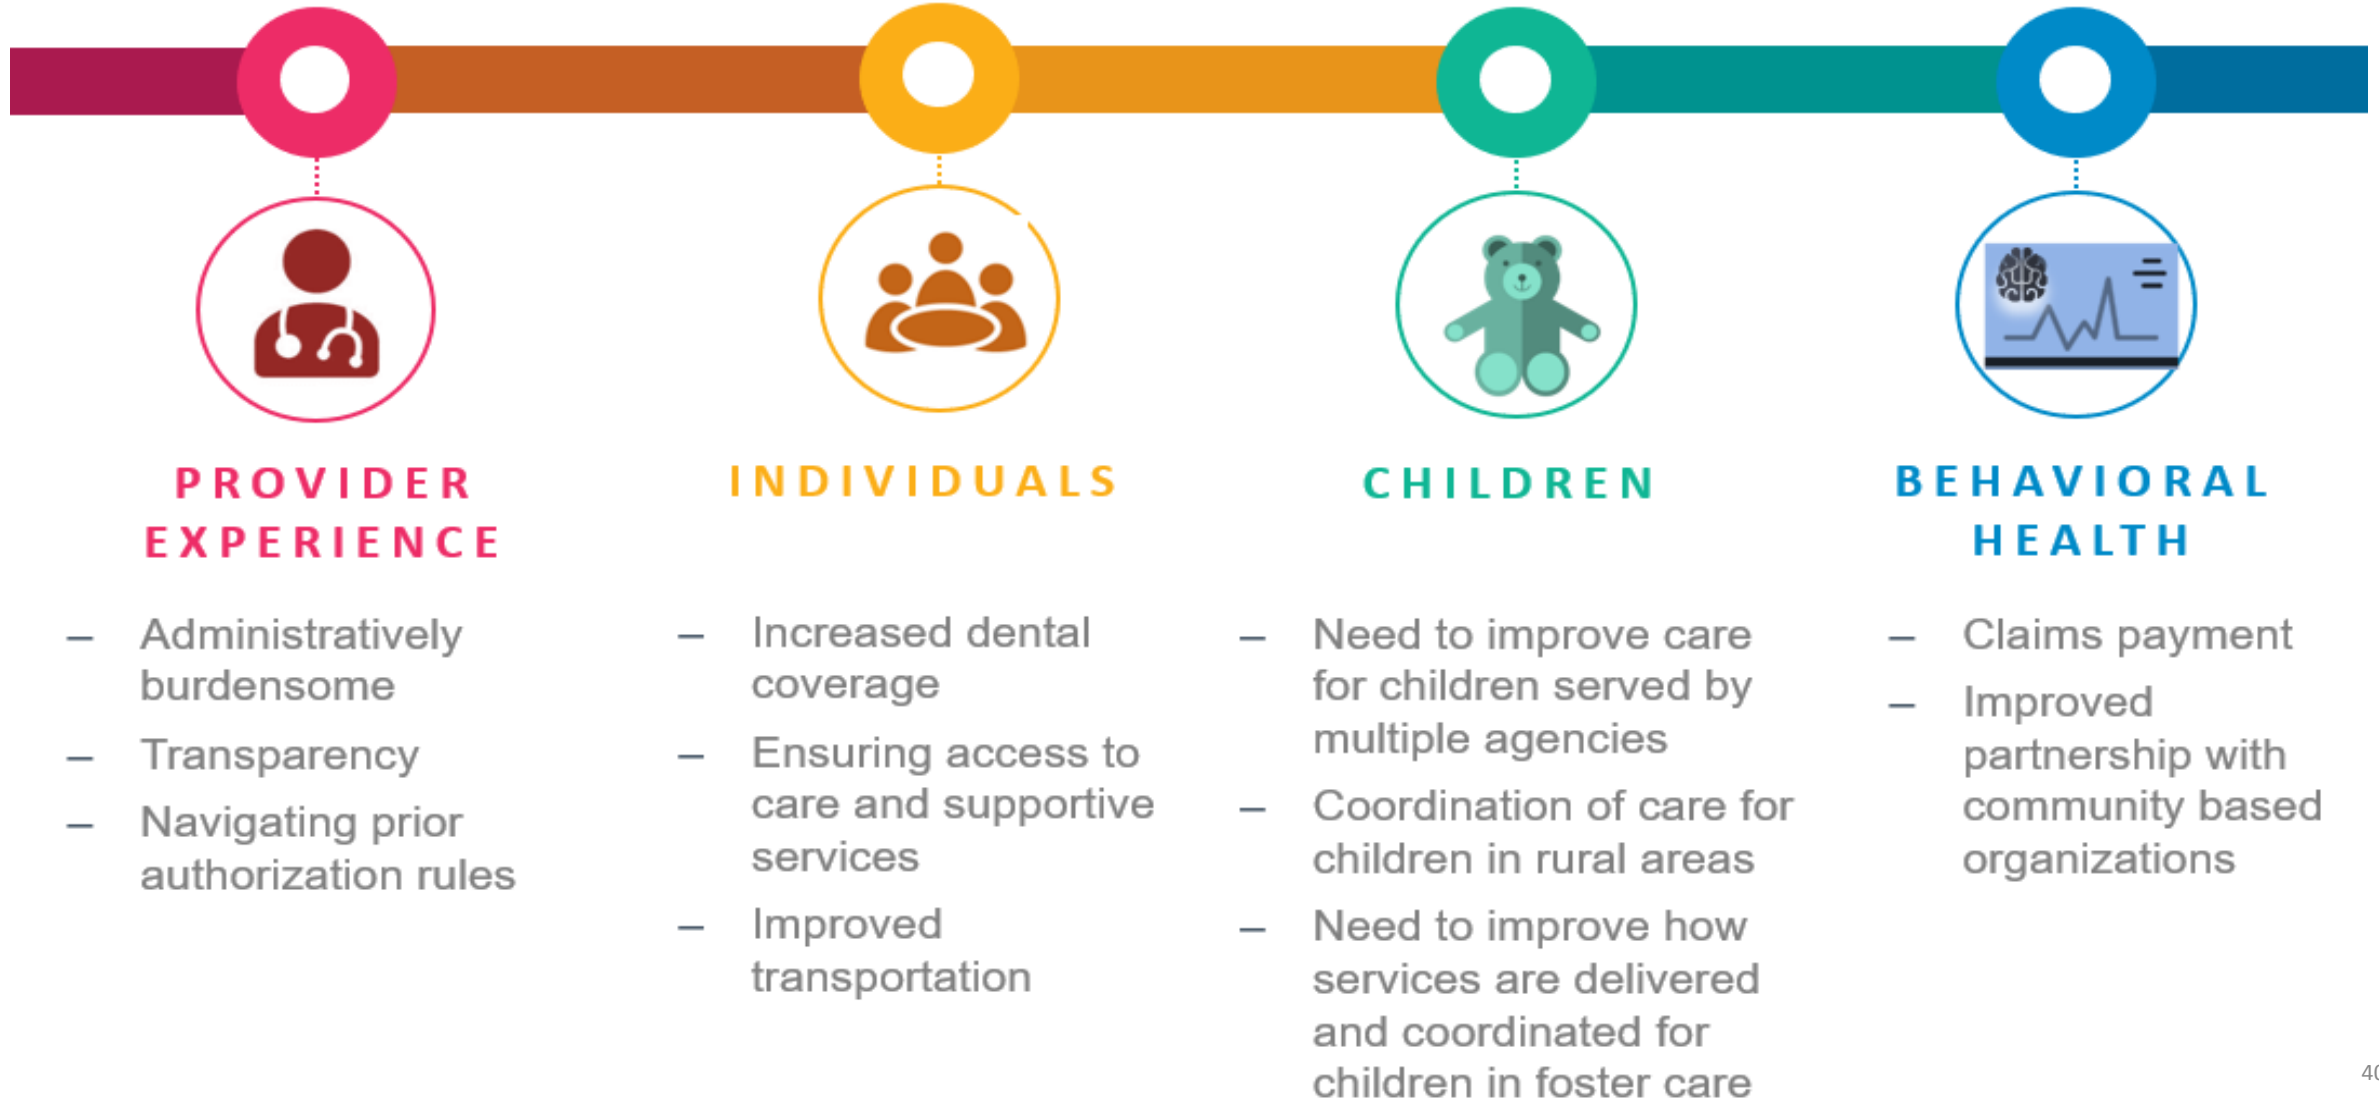 PROVIDER
EXPERIENCE
– Administratively
burdensome
– Transparency
– Navigating prior
authorization rules
INDIVIDUALS
– Increased dental
coverage
– Ensuring access to
care and supportive
services
– Improved
transportation
CHILDREN
– Need to improve care
for children served by
multiple agencies
– Coordination of care for
children in rural areas
– Need to improve how
services are delivered
and coordinated for
children in foster care
BEHAVIORAL
HEALTH
– Claims payment
– Improved
partnership with
community based
organizations
40